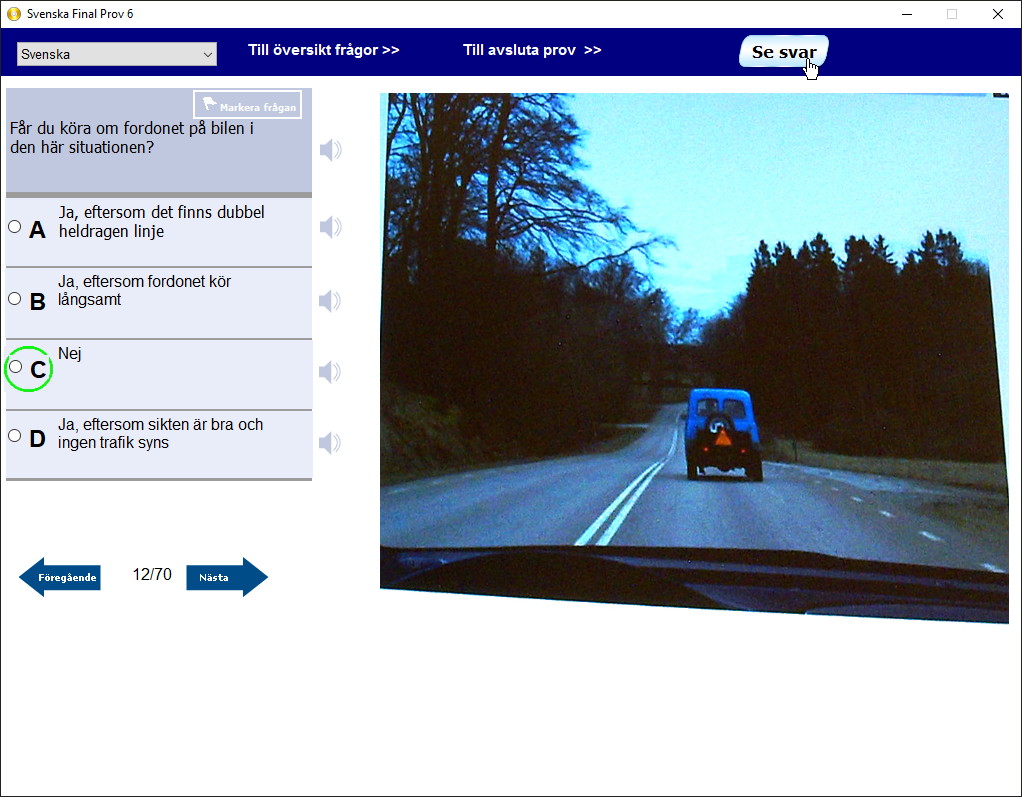 Svenska Final Prov 6
Svenska
Till översikt frågor >>
Till avsluta prov >>
Se svar
Markera frågan
Får du köra om fordonet på bilen i
den här situationen?
A
Ja, eftersom det finns dubbel
heldragen linje
B
Ja, eftersom fordonet kör
långsamt
C
Nej
D
Ja, eftersom sikten är bra och
ingen trafik syns
Föregående
12/70
Nästa